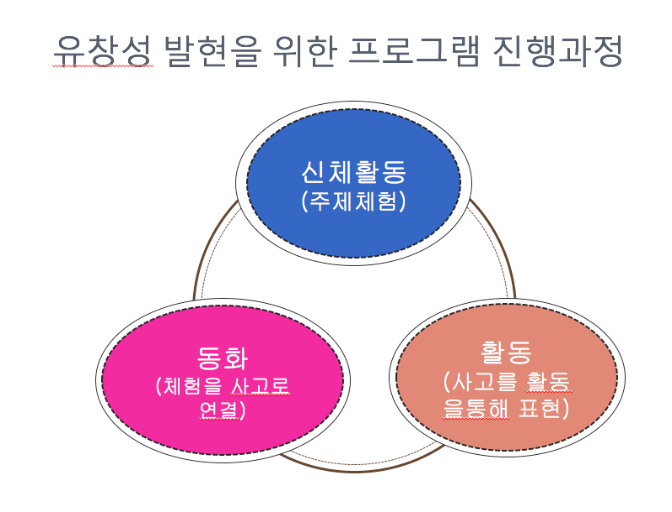 유창성 발현을 위한 프로그램 진행과정
신체활동
(주제체험)
동화
(체험을 사고로
연결)
활동
(사고를 활동
을통해 표현)